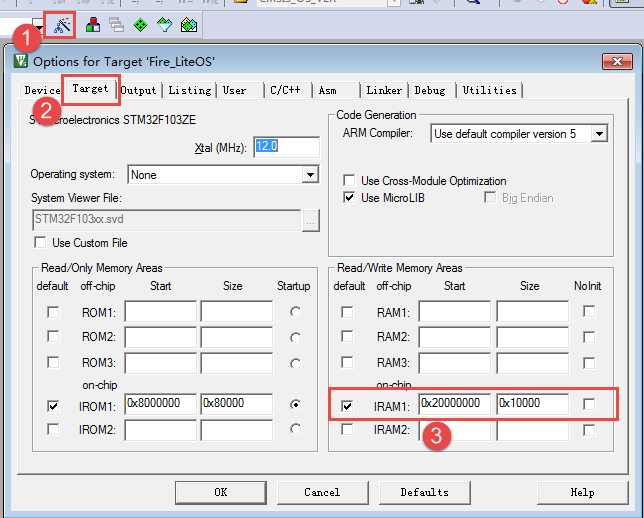 CMSIS_OS_VER
1
Options for Target 'Fire_LiteOS'
Device Target Output Listing User C/C++ Asm Linker Debug Utilities
2
STMicroelectronics STM32F103ZE
Xtal (MHz): 12.0
Operating system: None
System Viewer File:
STM32F103xx.svd ...
Use Custom File
Code Generation
ARM Compiler: Use default compiler version 5
Use Cross-Module Optimization
Use MicroLIB Big Endian
Read/Only Memory Areas
default off-chip Start Size Startup
ROM1:
ROM2:
ROM3:
on-chip
IROM1: 0x8000000 0x80000
IROM2:
Read/Write Memory Areas
default off-chip Start Size NoInit
RAM1:
RAM2:
RAM3:
on-chip
IRAM1: 0x20000000 0x10000
IRAM2:
3
OK Cancel Defaults Help